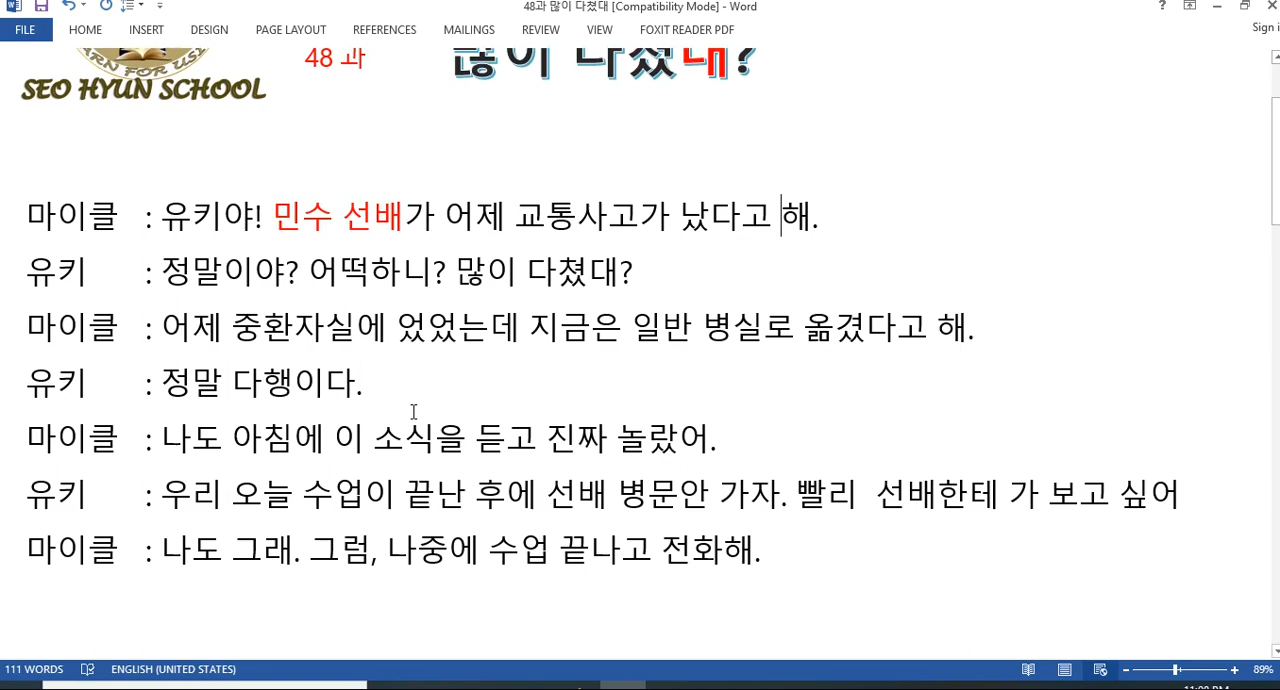 48과 많이 다쳤대 [Compatibility Mode] - Word
FILE HOME INSERT DESIGN PAGE LAYOUT REFERENCES MAILINGS REVIEW VIEW FOXIT READER PDF Sign i
ARN FOR USE
SEO HYUN SCHOOL
48 과 많이 다쳤대?
마이클 : 유키야! 민수 선배가 어제 교통사고가 났다고 해.
유키 : 정말이야? 어떡하니? 많이 다쳤대?
마이클 : 어제 중환자실에 었었는데 지금은 일반 병실로 옮겼다고 해.
유키 : 정말 다행이다.
마이클 : 나도 아침에 이 소식을 듣고 진짜 놀랐어.
유키 : 우리 오늘 수업이 끝난 후에 선배 병문안 가자. 빨리 선배한테 가 보고 싶어
마이클 : 나도 그래. 그럼, 나중에 수업 끝나고 전화해.
111 WORDS ENGLISH (UNITED STATES) 89%